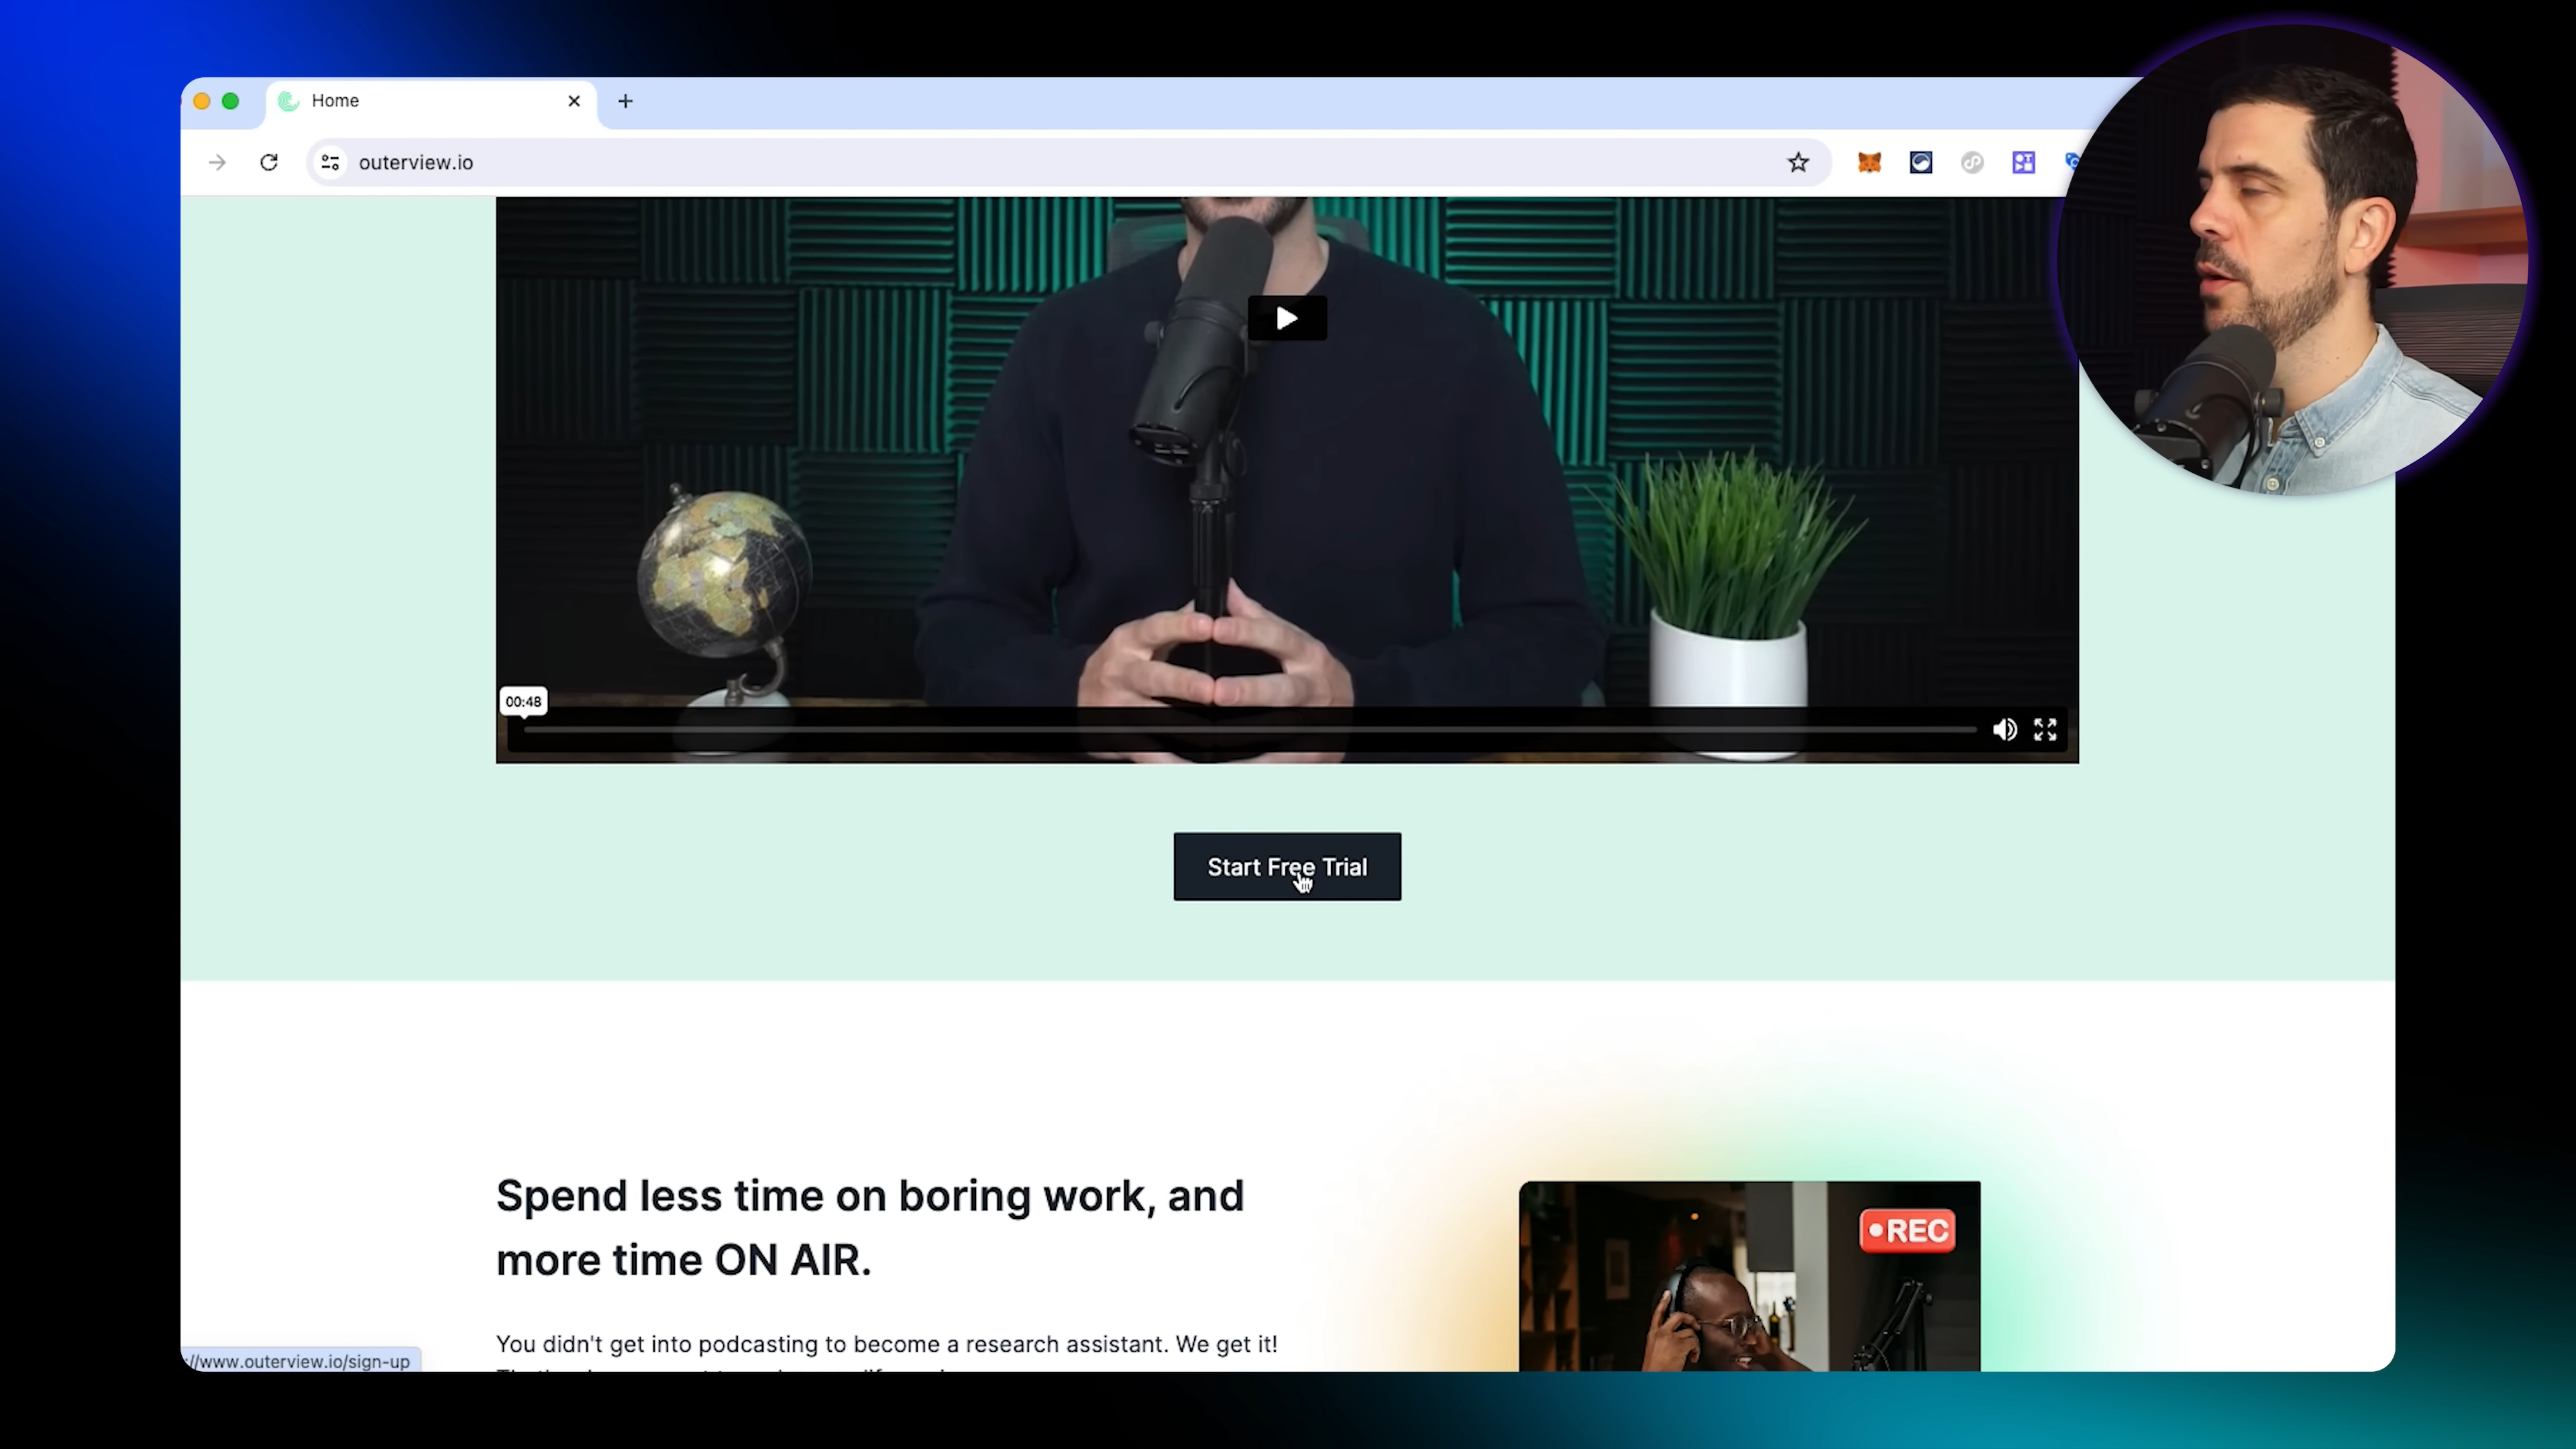 Home
outerview.io
00:48
Start Free Trial
Spend less time on boring work, and
more time ON AIR.
REC
You didn't get into podcasting to become a research assistant. We get it!
://www.outerview.io/sign-up